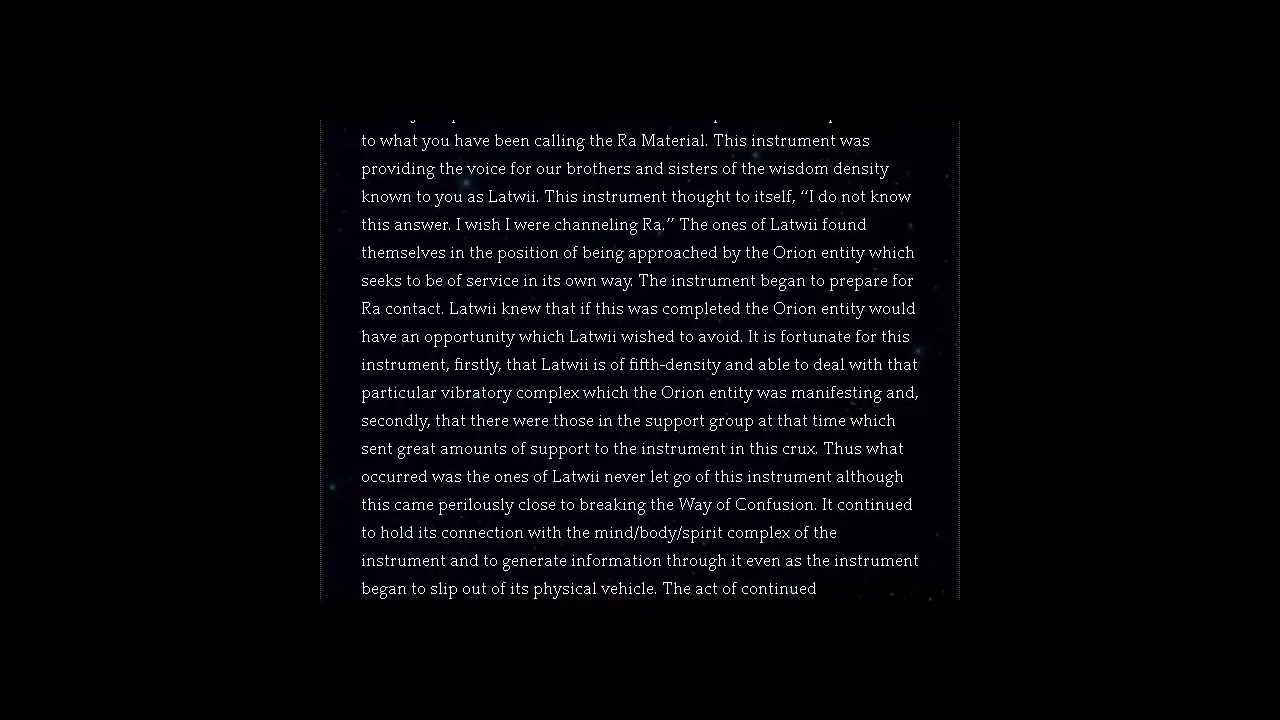 to what you have been calling the Ra Material. This instrument was
providing the voice for our brothers and sisters of the wisdom density
known to you as Latwii. This instrument thought to itself, “I do not know
this answer. I wish I were channeling Ra.” The ones of Latwii found
themselves in the position of being approached by the Orion entity which
seeks to be of service in its own way. The instrument began to prepare for
Ra contact. Latwii knew that if this was completed the Orion entity would
have an opportunity which Latwii wished to avoid. It is fortunate for this
instrument, firstly, that Latwii is of fifth-density and able to deal with that
particular vibratory complex which the Orion entity was manifesting and,
secondly, that there were those in the support group at that time which
sent great amounts of support to the instrument in this crux. Thus what
occurred was the ones of Latwii never let go of this instrument although
this came perilously close to breaking the Way of Confusion. It continued
to hold its connection with the mind/body/spirit complex of the
instrument and to generate information through it even as the instrument
began to slip out of its physical vehicle. The act of continued